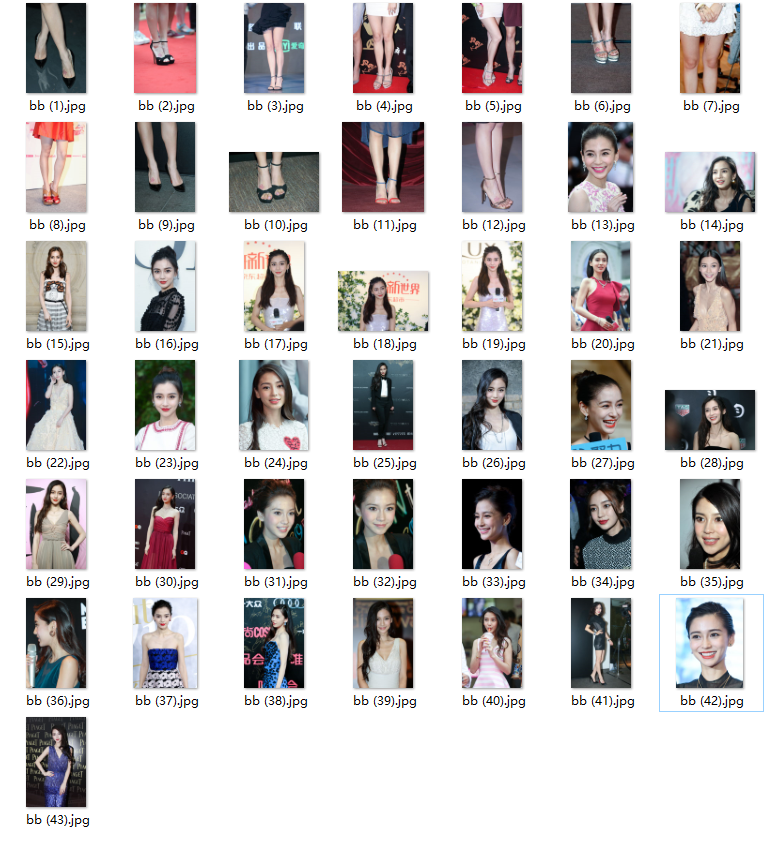 bb (1).jpg bb (2).jpg bb (3).jpg bb (4).jpg bb (5).jpg bb (6).jpg bb (7).jpg
bb (8).jpg bb (9).jpg bb (10).jpg bb (11).jpg bb (12).jpg bb (13).jpg bb (14).jpg
新世界
bb (15).jpg bb (16).jpg bb (17).jpg bb (18).jpg bb (19).jpg bb (20).jpg bb (21).jpg
bb (22).jpg bb (23).jpg bb (24).jpg bb (25).jpg bb (26).jpg bb (27).jpg bb (28).jpg
bb (29).jpg bb (30).jpg bb (31).jpg bb (32).jpg bb (33).jpg bb (34).jpg bb (35).jpg
bb (36).jpg bb (37).jpg bb (38).jpg bb (39).jpg bb (40).jpg bb (41).jpg bb (42).jpg
PIAGET
bb (43).jpg